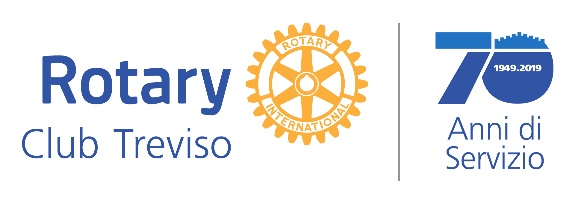 Rotary
Club Treviso
ROTARY
INTERNATIONAL
70
1949.2019
Anni di
Servizio